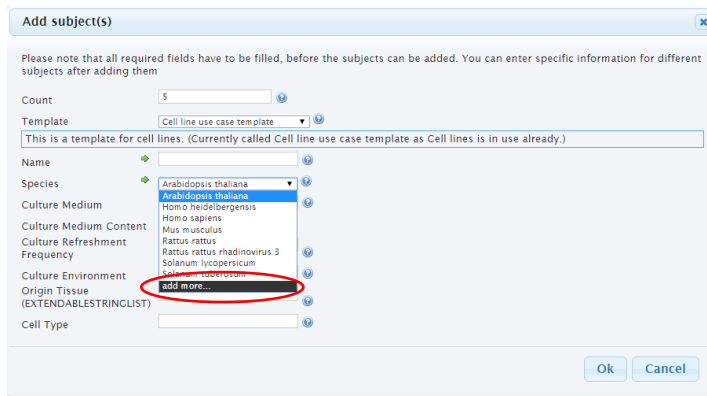 Add subject(s)
Please note that all required fields have to be filled, before the subjects can be added. You can enter specific information for different
subjects after adding them
Count 5
Template Cell line use case template
This is a template for cell lines. (Currently called Cell line use case template as Cell lines is in use already.)
Name
Species Arabidopsis thaliana
Arabidopsis thaliana
Culture Medium
Homo heidelbergensis
Homo sapiens
Culture Medium Content
Mus musculus
Rattus rattus
Culture Refreshment
Frequency
Rattus rattus rhadinovirus 3
Solanum lycopersicum
Culture Environment
Solanum tuberosum
add more...
Origin Tissue
(EXTENDABLESTRINGLIST)
Cell Type
Ok Cancel